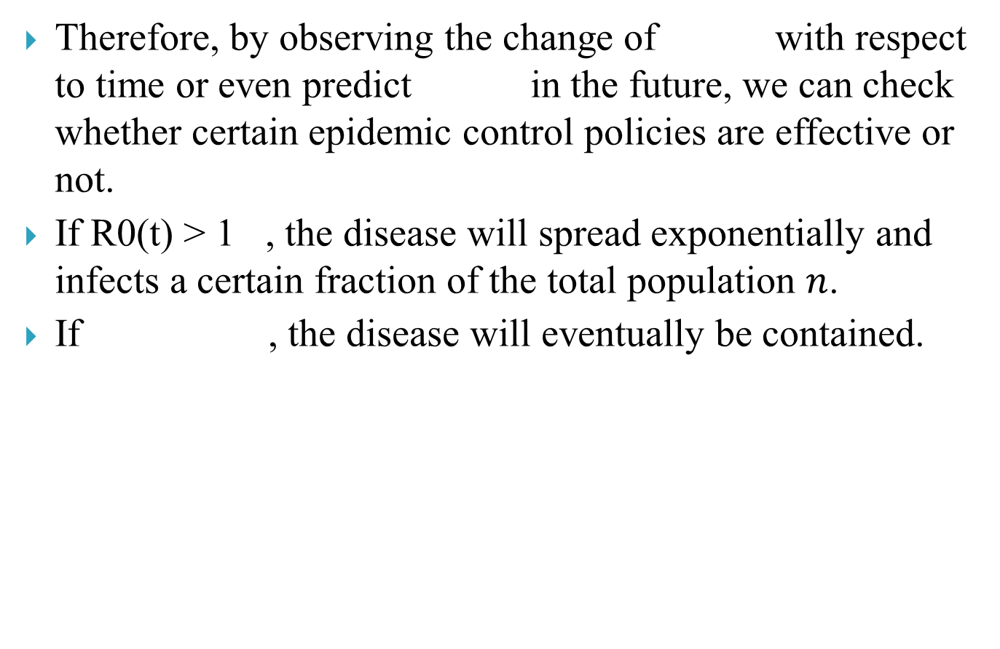 Therefore, by observing the change of with respect
to time or even predict in the future, we can check
whether certain epidemic control policies are effective or
not.
If R0(t) > 1 , the disease will spread exponentially and
infects a certain fraction of the total population n.
If , the disease will eventually be contained.